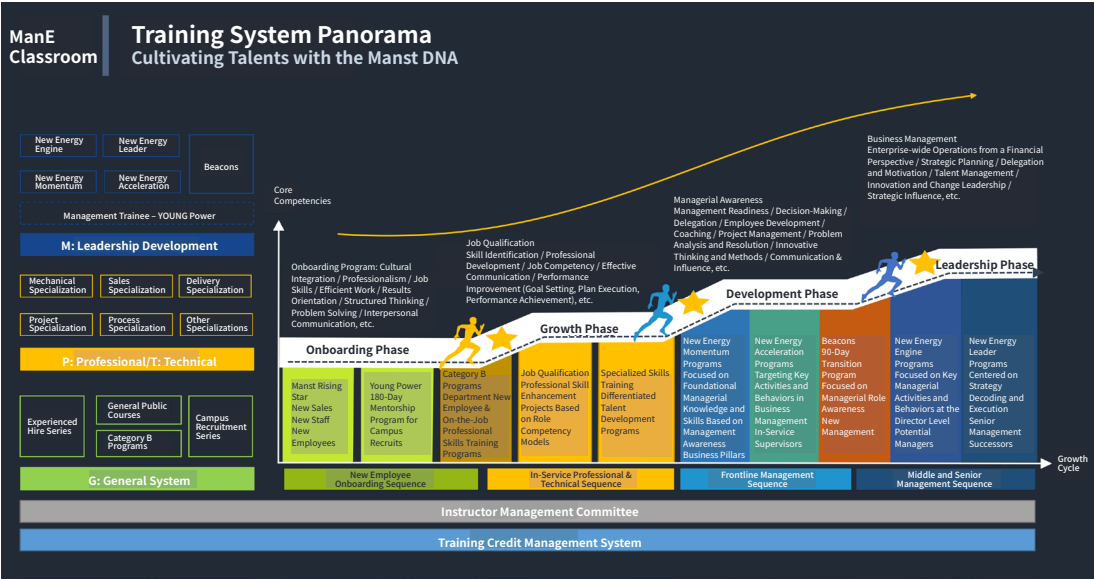 ManE
Classroom
Training System Panorama
Cultivating Talents with the Manst DNA
New Energy
Engine
New Energy
Leader
Beacons
New Energy
Momentum
New Energy
Acceleration
Management Trainee – YOUNG Power
M: Leadership Development
Mechanical
Specialization
Sales
Specialization
Delivery
Specialization
Project
Specialization
Process
Specialization
Other
Specializations
P: Professional/T: Technical
Experienced
Hire Series
General Public
Courses
Category B
Programs
Campus
Recruitment
Series
G: General System
Core
Competencies
Onboarding Program: Cultural
Integration / Professionalism / Job
Skills / Efficient Work / Results
Orientation / Structured Thinking /
Problem Solving / Interpersonal
Communication, etc.
Job Qualification
Skill Identification / Professional
Development / Job Competency / Effective
Communication / Performance
Improvement (Goal Setting, Plan Execution,
Performance Achievement), etc.
Managerial Awareness
Management Readiness / Decision-Making /
Delegation / Employee Development /
Coaching / Project Management / Problem
Analysis and Resolution / Innovative
Thinking and Methods / Communication &
Influence, etc.
Business Management
Enterprise-wide Operations from a Financial
Perspective / Strategic Planning / Delegation
and Motivation / Talent Management /
Innovation and Change Leadership /
Strategic Influence, etc.
Onboarding Phase
Growth Phase
Development Phase
Leadership Phase
Manst Rising
Star
New Sales
New Staff
New
Employees
Young Power
180-Day
Mentorship
Program for
Campus
Recruits
Category B
Programs
Department New
Employee &
On-the-Job
Professional
Skills Training
Programs
Job Qualification
Professional Skill
Enhancement
Projects Based
on Role
Competency
Models
Specialized Skills
Training
Differentiated
Talent
Development
Programs
New Energy
Momentum
Programs
Focused on
Foundational
Managerial
Knowledge and
Skills Based on
Management
Awareness
Business Pillars
New Energy
Acceleration
Programs
Targeting Key
Activities and
Behaviors in
Business
Management
In-Service
Supervisors
Beacons
90-Day
Transition
Program
Focused on
Managerial Role
Awareness
New
Management
New Energy
Engine
Programs
Focused on Key
Managerial
Activities and
Behaviors at the
Director Level
Potential
Managers
New Energy
Leader
Programs
Centered on
Strategy
Decoding and
Execution
Senior
Management
Successors
Growth
Cycle
New Employee
Onboarding Sequence
In-Service Professional &
Technical Sequence
Frontline Management
Sequence
Middle and Senior
Management Sequence
Instructor Management Committee
Training Credit Management System